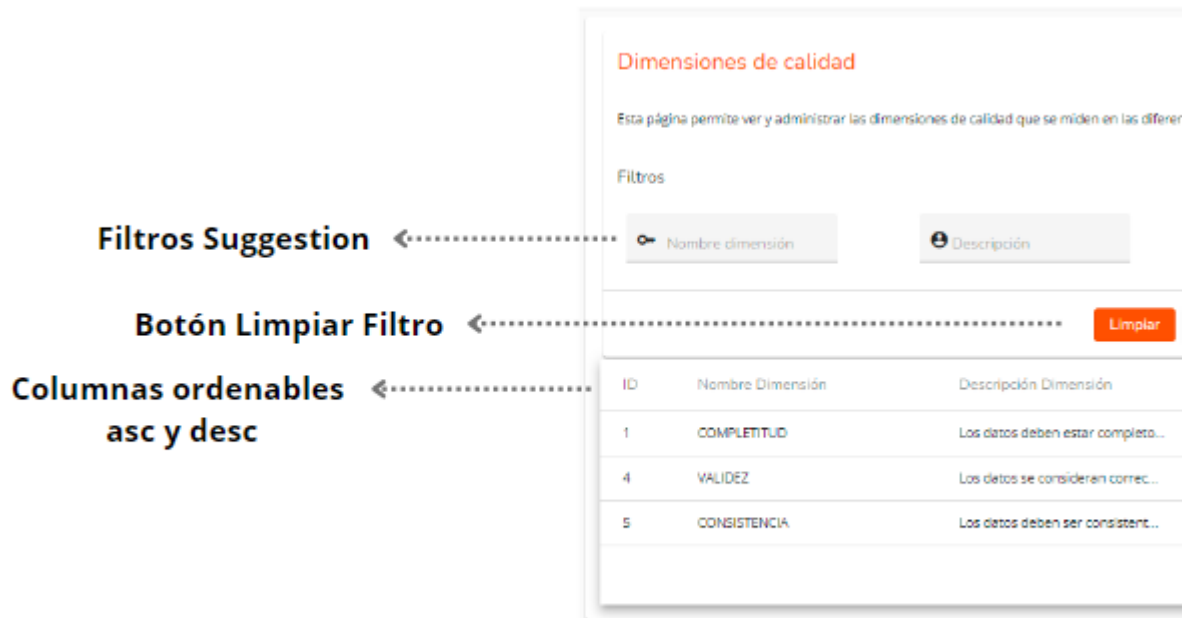 Dimensiones de calidad
Esta página permite ver y administrar las dimensiones de calidad que se miden en las diferen
Filtros
Filtros Suggestion
Nombre dimensión
Descripción
Botón Limpiar Filtro
Limpiar
Columnas ordenables
asc y desc
ID Nombre Dimensión Descripción Dimensión
1 COMPLETITUD Los datos deben estar completo...
4 VALIDEZ Los datos se consideran correc...
5 CONSISTENCIA Los datos deben ser consistent...